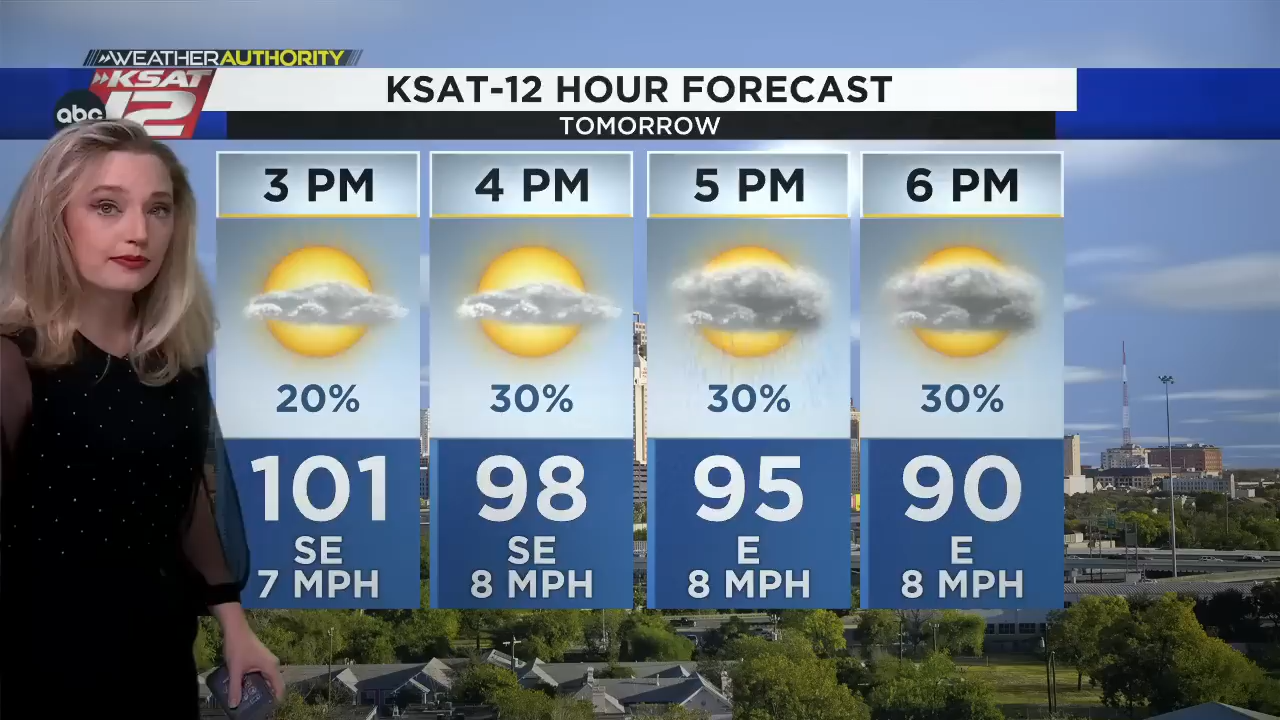 WEATHERAUTHORITY
KSAT
abc 12
KSAT-12 HOUR FORECAST
TOMORROW
3 PM
4 PM
5 PM
6 PM
20%
30%
30%
30%
101
98
95
90
SE
SE
E
E
7 MPH
8 MPH
8 MPH
8 MPH